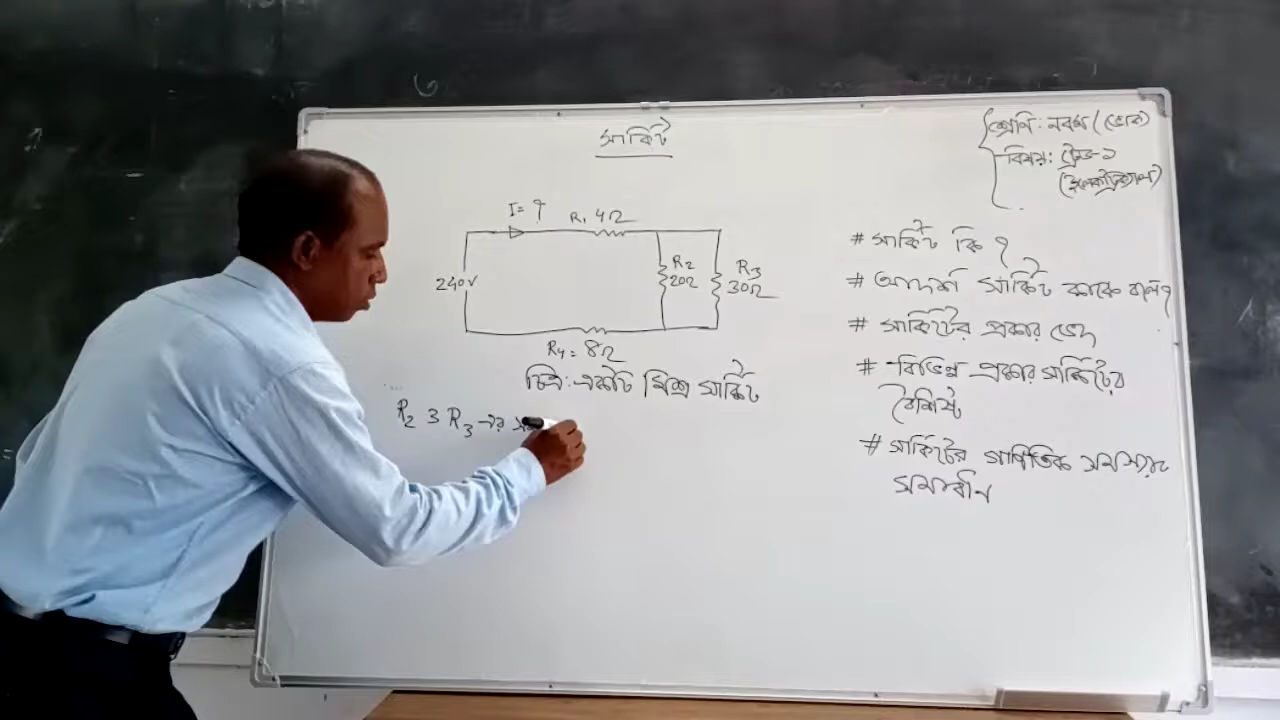 সার্কিট
শ্রেণি: নবম (ভোক)
বিষয়: ট্রেড-১
(ইলেকট্রিক্যাল)
I = ?
R₁ 4Ω
240V
R₂
20Ω
R₃
30Ω
R₄ = 8Ω
চিত্র: একটি মিশ্র সার্কিট
R₂ ও R₃ এর
# সার্কিট কি ?
# আদর্শ সার্কিট কাকে বলে ?
# সার্কিটের প্রকার ভেদ
# বিভিন্ন প্রকার সার্কিটের
বৈশিষ্ট
# সার্কিটের গাণিতিক সমস্যার
সমাধান